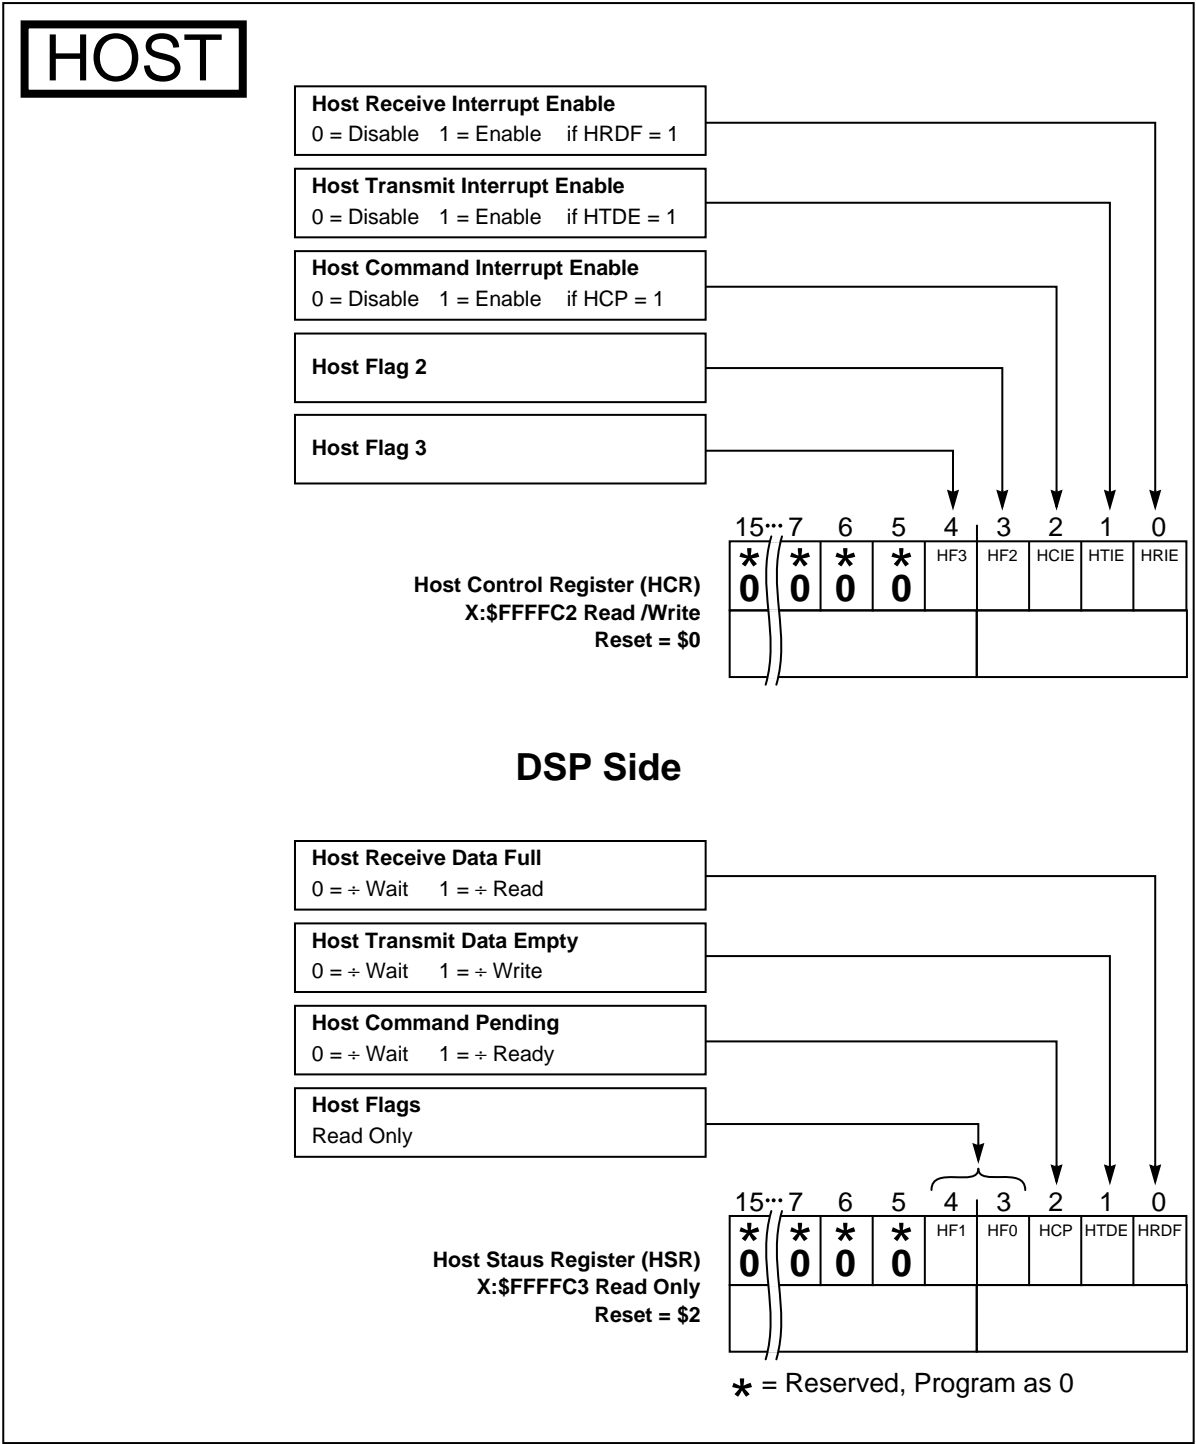 HOST
Host Receive Interrupt Enable
0 = Disable 1 = Enable if HRDF = 1
Host Transmit Interrupt Enable
0 = Disable 1 = Enable if HTDE = 1
Host Command Interrupt Enable
0 = Disable 1 = Enable if HCP = 1
Host Flag 2
Host Flag 3
15··· 7 6 5 4 3 2 1 0
* * * * HF3 HF2 HCIE HTIE HRIE
0 0 0 0
Host Control Register (HCR)
X:$FFFFC2 Read /Write
Reset = $0
DSP Side
Host Receive Data Full
0 = ÷ Wait 1 = ÷ Read
Host Transmit Data Empty
0 = ÷ Wait 1 = ÷ Write
Host Command Pending
0 = ÷ Wait 1 = ÷ Ready
Host Flags
Read Only
15··· 7 6 5 4 3 2 1 0
* * * * HF1 HF0 HCP HTDE HRDF
0 0 0 0
Host Staus Register (HSR)
X:$FFFFC3 Read Only
Reset = $2
* = Reserved, Program as 0